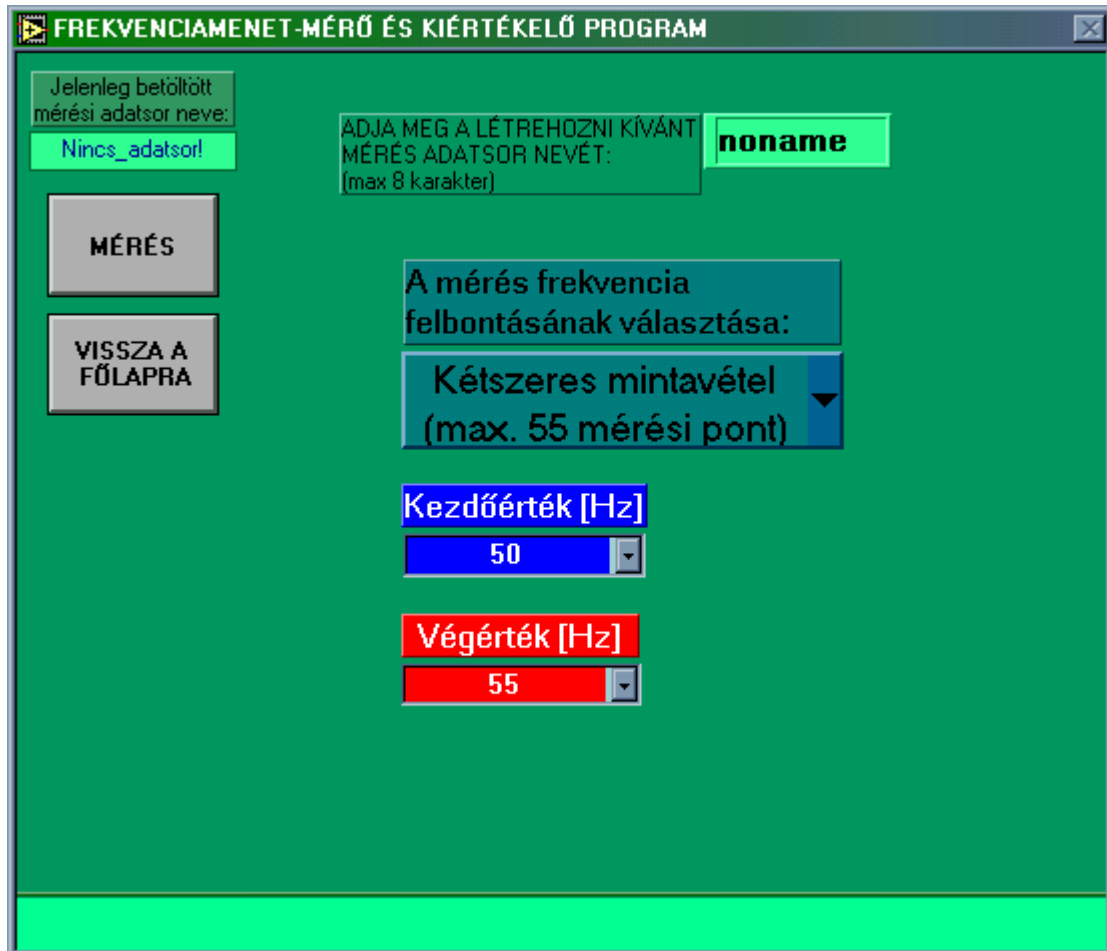 FREKVENCIAMENET-MÉRŐ ÉS KIÉRTÉKELŐ PROGRAM
Jelenleg betöltött
mérési adatsor neve:
Nincs_adatsor!
ADJA MEG A LÉTREHOZNI KÍVÁNT
MÉRÉS ADATSOR NEVÉT:
(max 8 karakter)
noname
MÉRÉS
VISSZA A
FŐLAPRA
A mérés frekvencia
felbontásának választása:
Kétszeres mintavétel
(max. 55 mérési pont)
Kezdőérték [Hz]
50
Végérték [Hz]
55